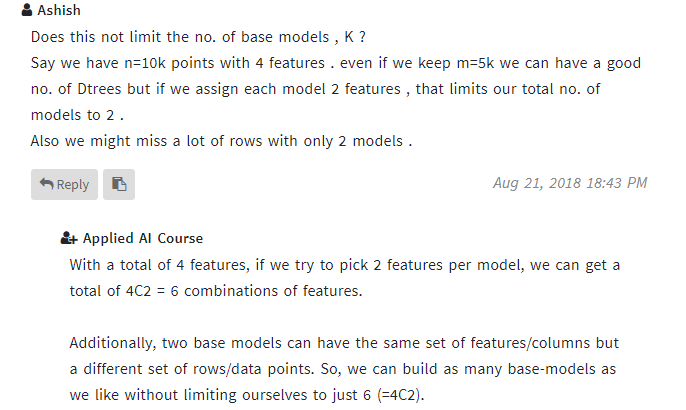 Ashish
Does this not limit the no. of base models , K ?
Say we have n=10k points with 4 features . even if we keep m=5k we can have a good
no. of Dtrees but if we assign each model 2 features , that limits our total no. of
models to 2 .
Also we might miss a lot of rows with only 2 models .
Reply
Aug 21, 2018 18:43 PM
Applied AI Course
With a total of 4 features, if we try to pick 2 features per model, we can get a
total of 4C2 = 6 combinations of features.
Additionally, two base models can have the same set of features/columns but
a different set of rows/data points. So, we can build as many base-models as
we like without limiting ourselves to just 6 (=4C2).